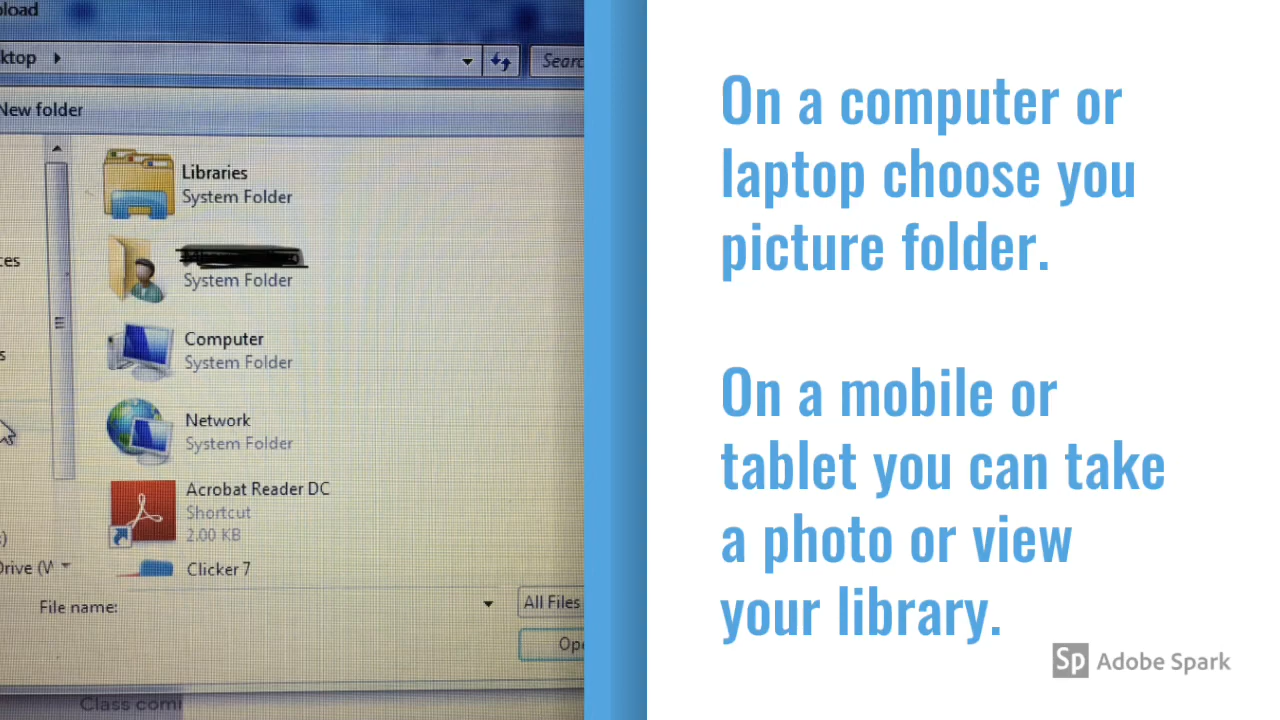 ktop
New folder
Libraries
System Folder
System Folder
Computer
System Folder
Network
System Folder
Acrobat Reader DC
Shortcut
2.00 KB
Clicker 7
File name:
All Files
On a computer or
laptop choose you
picture folder.
On a mobile or
tablet you can take
a photo or view
your library.
Sp Adobe Spark